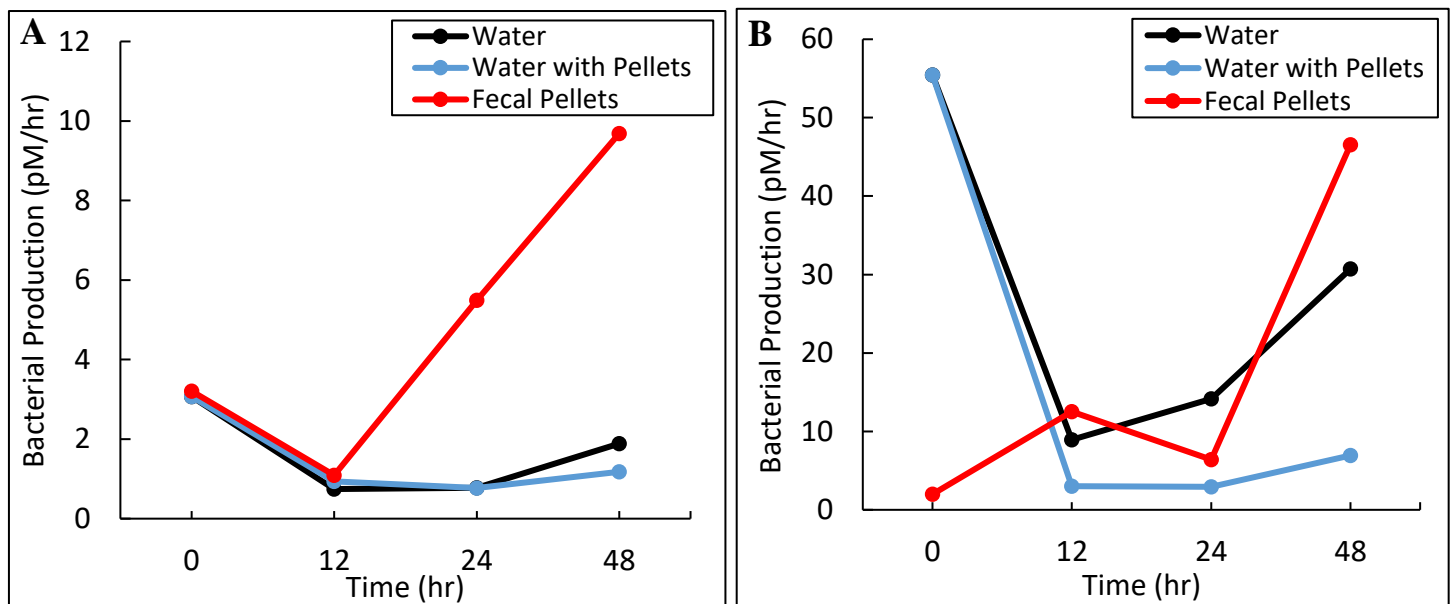 A
Water
Water with Pellets
Fecal Pellets
Bacterial Production (pM/hr)
12
10
8
6
4
2
0
0 12 24 48
Time (hr)
B
Water
Water with Pellets
Fecal Pellets
Bacterial Production (pM/hr)
60
50
40
30
20
10
0
0 12 24 48
Time (hr)